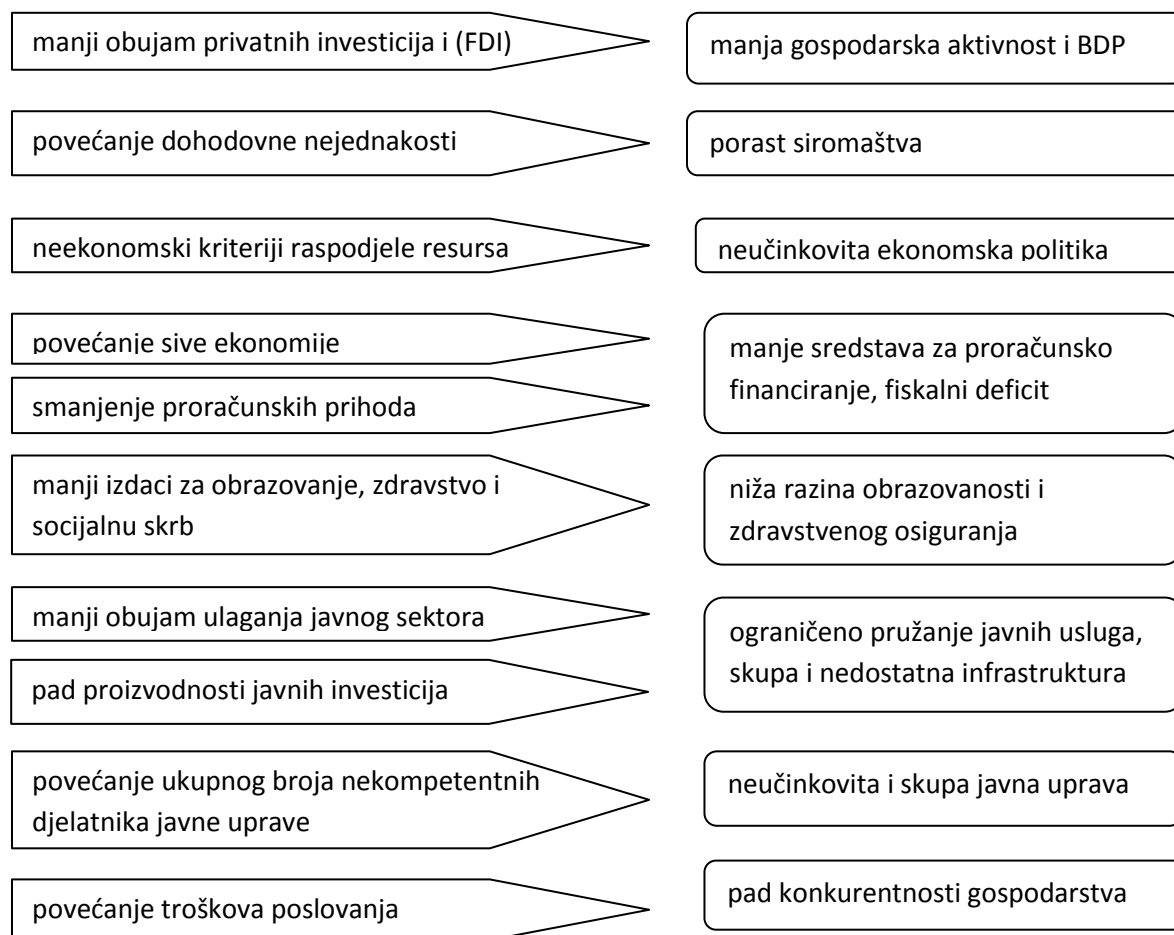 manji obujam privatnih investicija i (FDI)
manja gospodarska aktivnost i BDP
povećanje dohodovne nejednakosti
porast siromaštva
neekonomski kriteriji raspodjele resursa
neučinkovita ekonomska politika
povećanje sive ekonomije
smanjenje proračunskih prihoda
manje sredstava za proračunsko
financiranje, fiskalni deficit
manji izdaci za obrazovanje, zdravstvo i
socijalnu skrb
niža razina obrazovanosti i
zdravstvenog osiguranja
manji obujam ulaganja javnog sektora
pad proizvodnosti javnih investicija
ograničeno pružanje javnih usluga,
skupa i nedostatna infrastruktura
povećanje ukupnog broja nekompetentnih
djelatnika javne uprave
neučinkovita i skupa javna uprava
povećanje troškova poslovanja
pad konkurentnosti gospodarstva